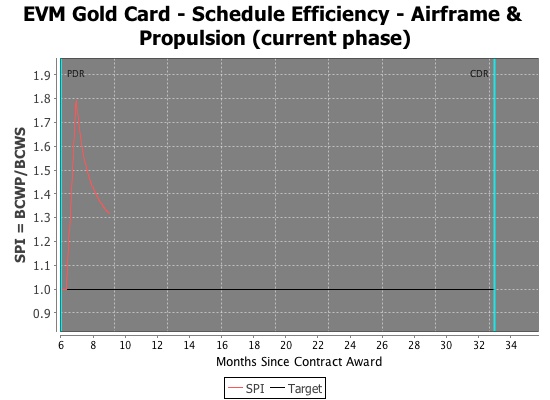 EVM Gold Card - Schedule Efficiency - Airframe &
Propulsion (current phase)
SPI = BCWP/BCWS
1.9
1.8
1.7
1.6
1.5
1.4
1.3
1.2
1.1
1.0
0.9
PDR
CDR
6 8 10 12 14 16 18 20 22 24 26 28 30 32 34
Months Since Contract Award
SPI Target